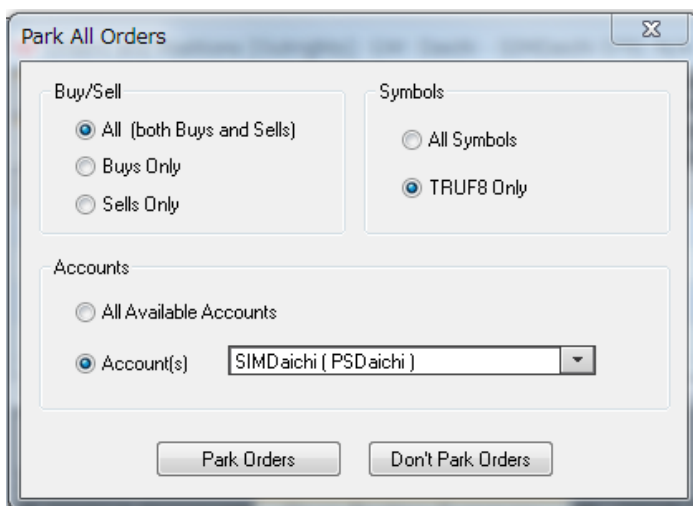 Park All Orders
Buy/Sell
All (both Buys and Sells)
Buys Only
Sells Only
Symbols
All Symbols
TRUF8 Only
Accounts
All Available Accounts
Account(s)
SIMDaichi ( PSDaichi )
Park Orders
Don't Park Orders